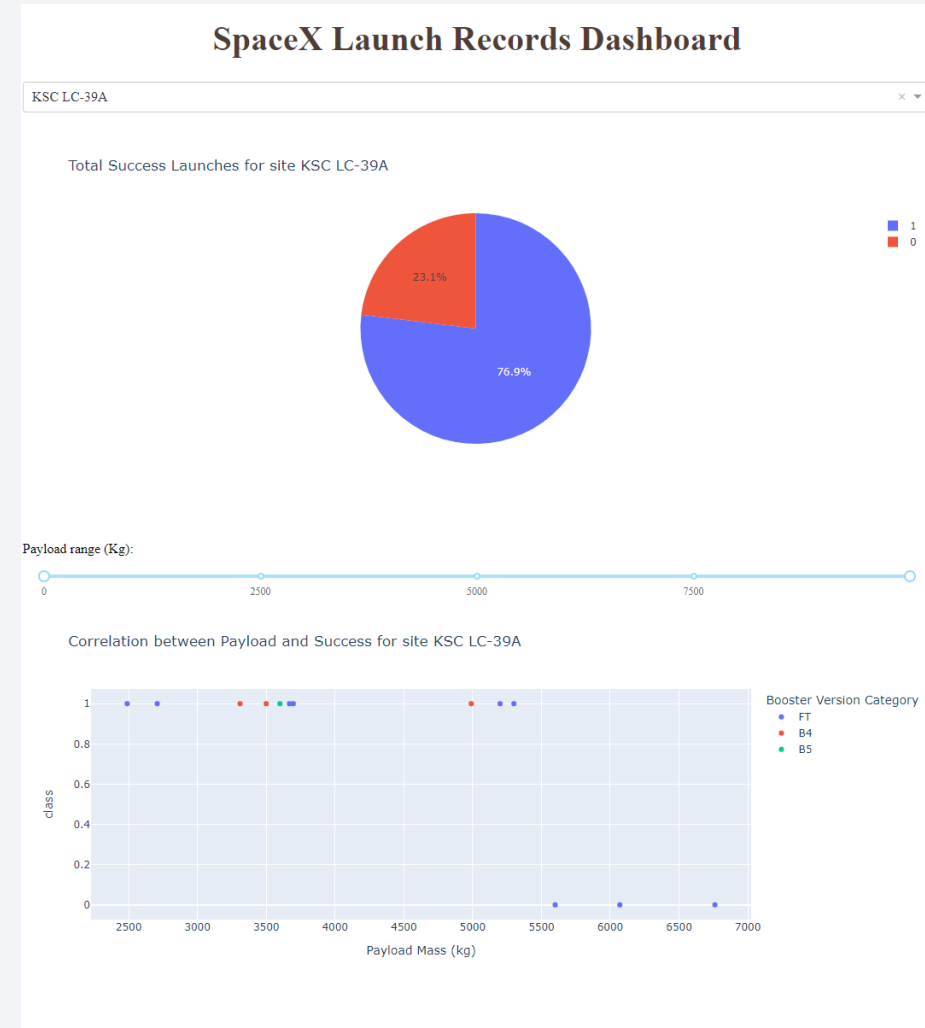 SpaceX Launch Records Dashboard
KSC LC-39A
×
Total Success Launches for site KSC LC-39A
1
0
23.1%
76.9%
Payload range (Kg):
0 2500 5000 7500
Correlation between Payload and Success for site KSC LC-39A
Booster Version Category
FT
B4
B5
class
1
0.8
0.6
0.4
0.2
0
2500 3000 3500 4000 4500 5000 5500 6000 6500 7000
Payload Mass (kg)